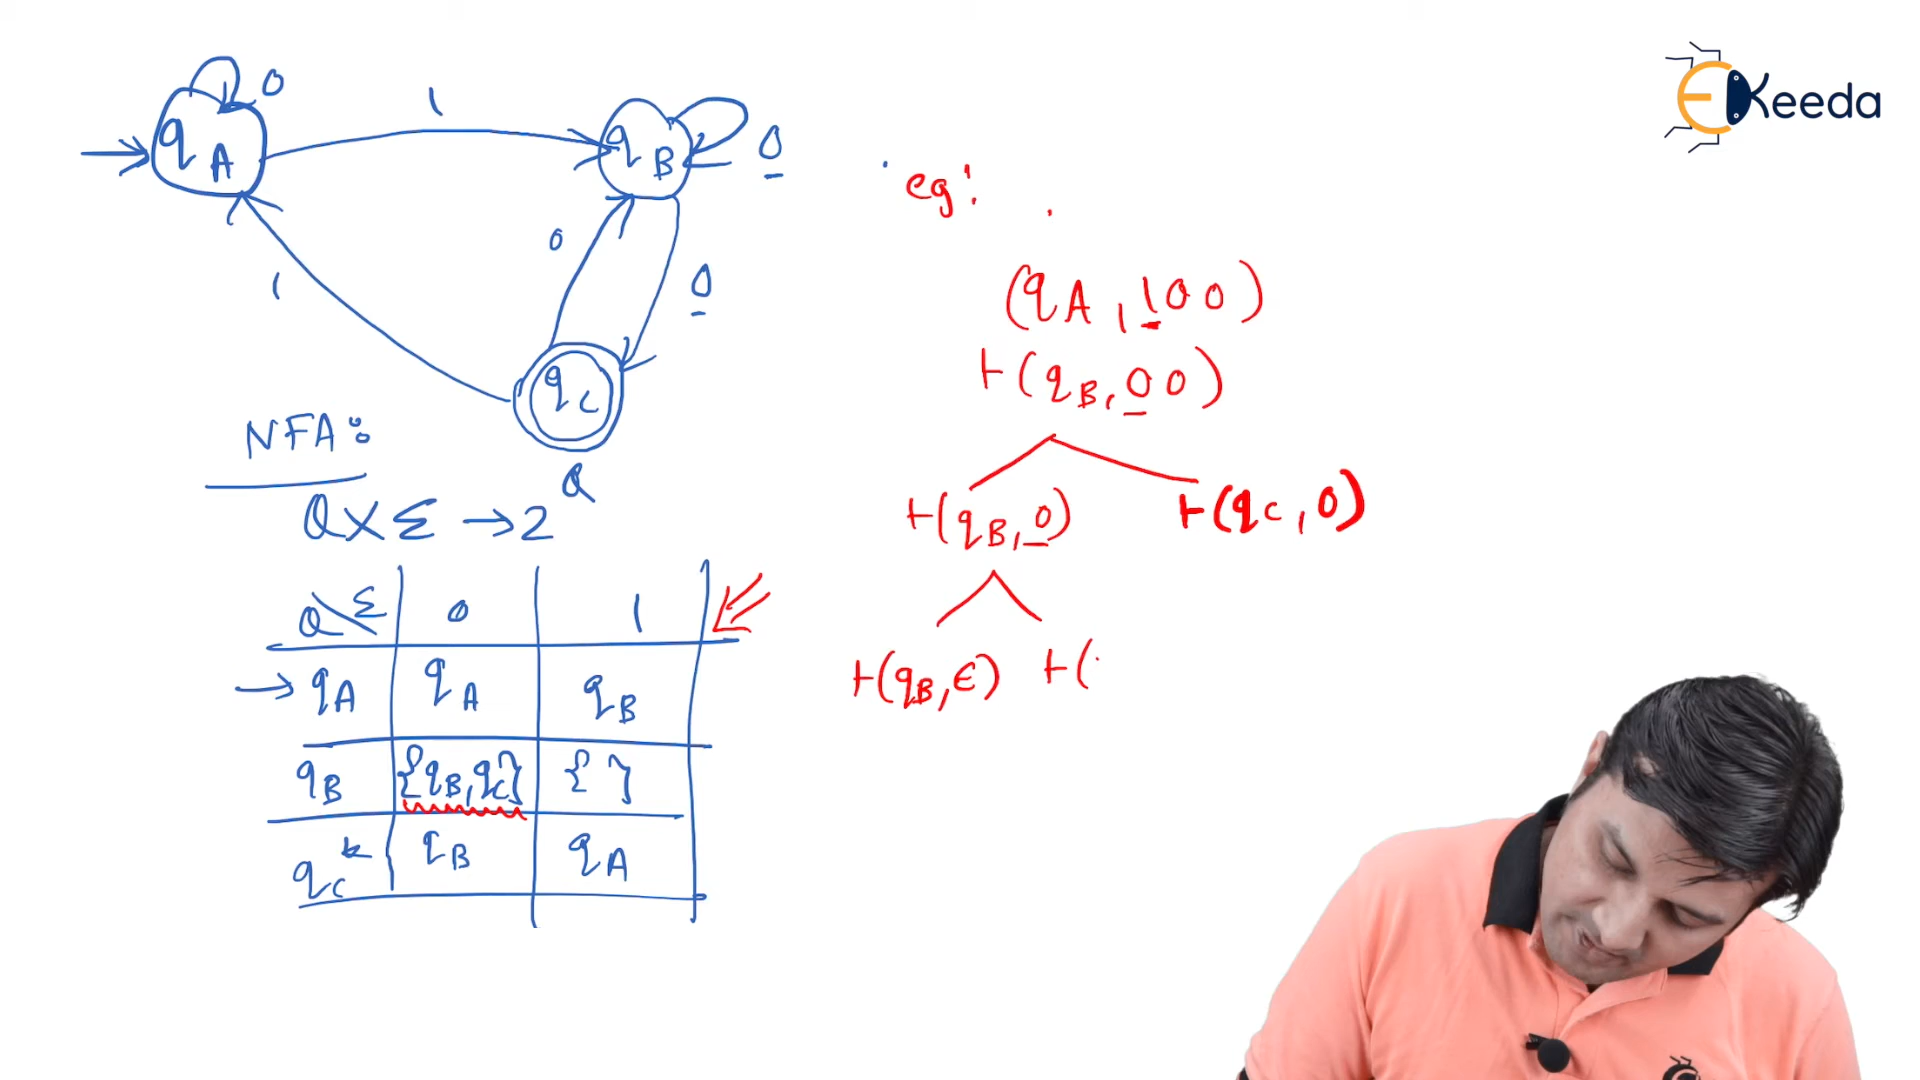 EKeeda
0
1
qA
qB
0
0
0
1
qC
NFA:
Q X Σ → 2^Q
Q \ Σ 0 1
→ qA qA qB
qB {qB, qC} { }
qC* qB qA
eg:
(qA, 100)
⊢(qB, 00)
⊢(qB, 0) ⊢(qC, 0)
⊢(qB, ϵ) ⊢(